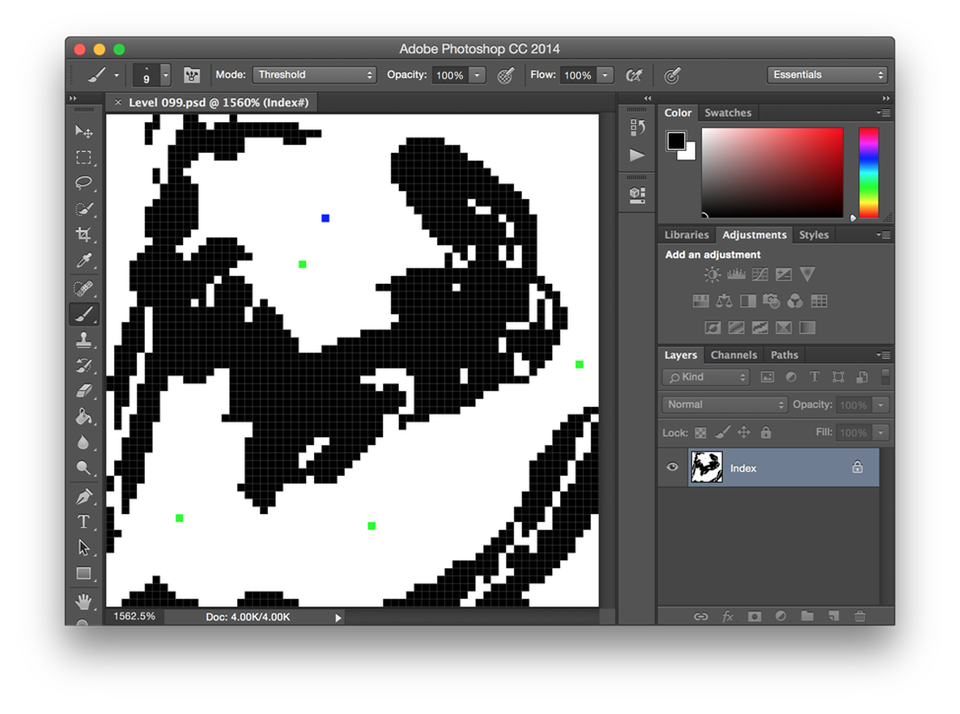 Adobe Photoshop CC 2014
9
Mode: Threshold Opacity: 100% Flow: 100% Essentials
× Level 099.psd @ 1560% (Index#)
Color Swatches
Libraries Adjustments Styles
Add an adjustment
Layers Channels Paths
Kind
Normal Opacity: 100%
Lock: Fill: 100%
Index
1562.5% Doc: 4.00K/4.00K
fx